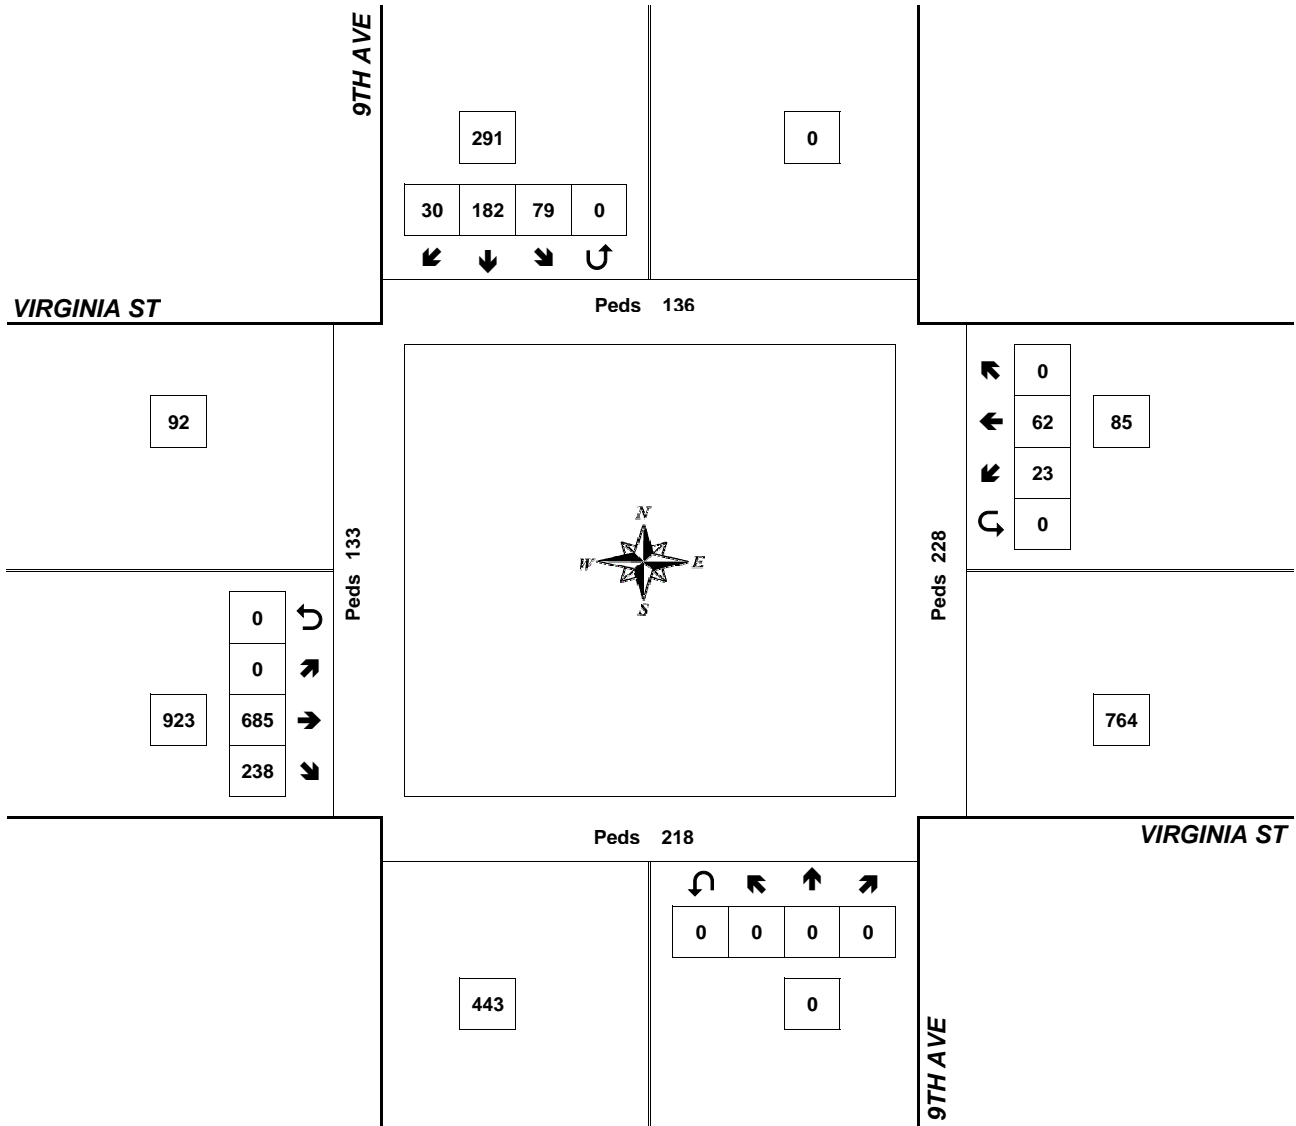 9TH AVE
291
0
30 182 79 0
Peds 136
VIRGINIA ST
92
0
62
85
23
0
Peds 133
Peds 228
N
W
E
S
0
0
923
685
238
764
Peds 218
VIRGINIA ST
0 0 0 0
443
0
9TH AVE